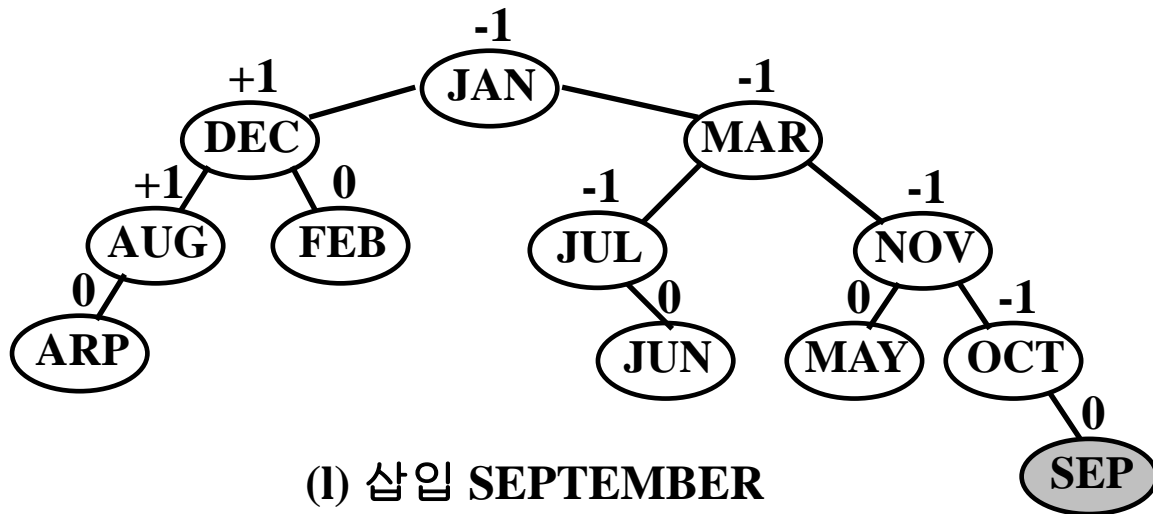 -1
JAN
+1
DEC
-1
MAR
+1
AUG
0
FEB
-1
JUL
-1
NOV
0
ARP
0
JUN
0
MAY
-1
OCT
0
SEP
(l) 삽입 SEPTEMBER